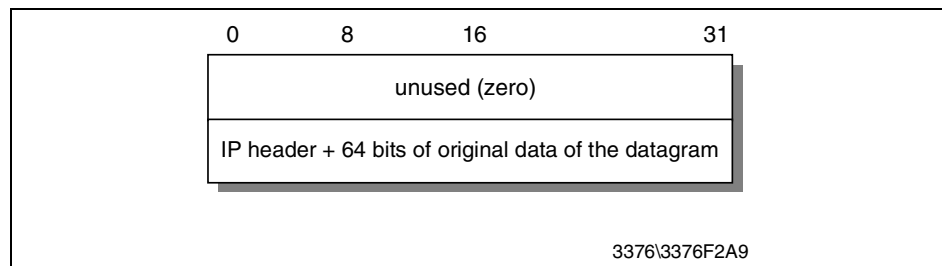 0 8 16 31
unused (zero)
IP header + 64 bits of original data of the datagram
3376\3376F2A9